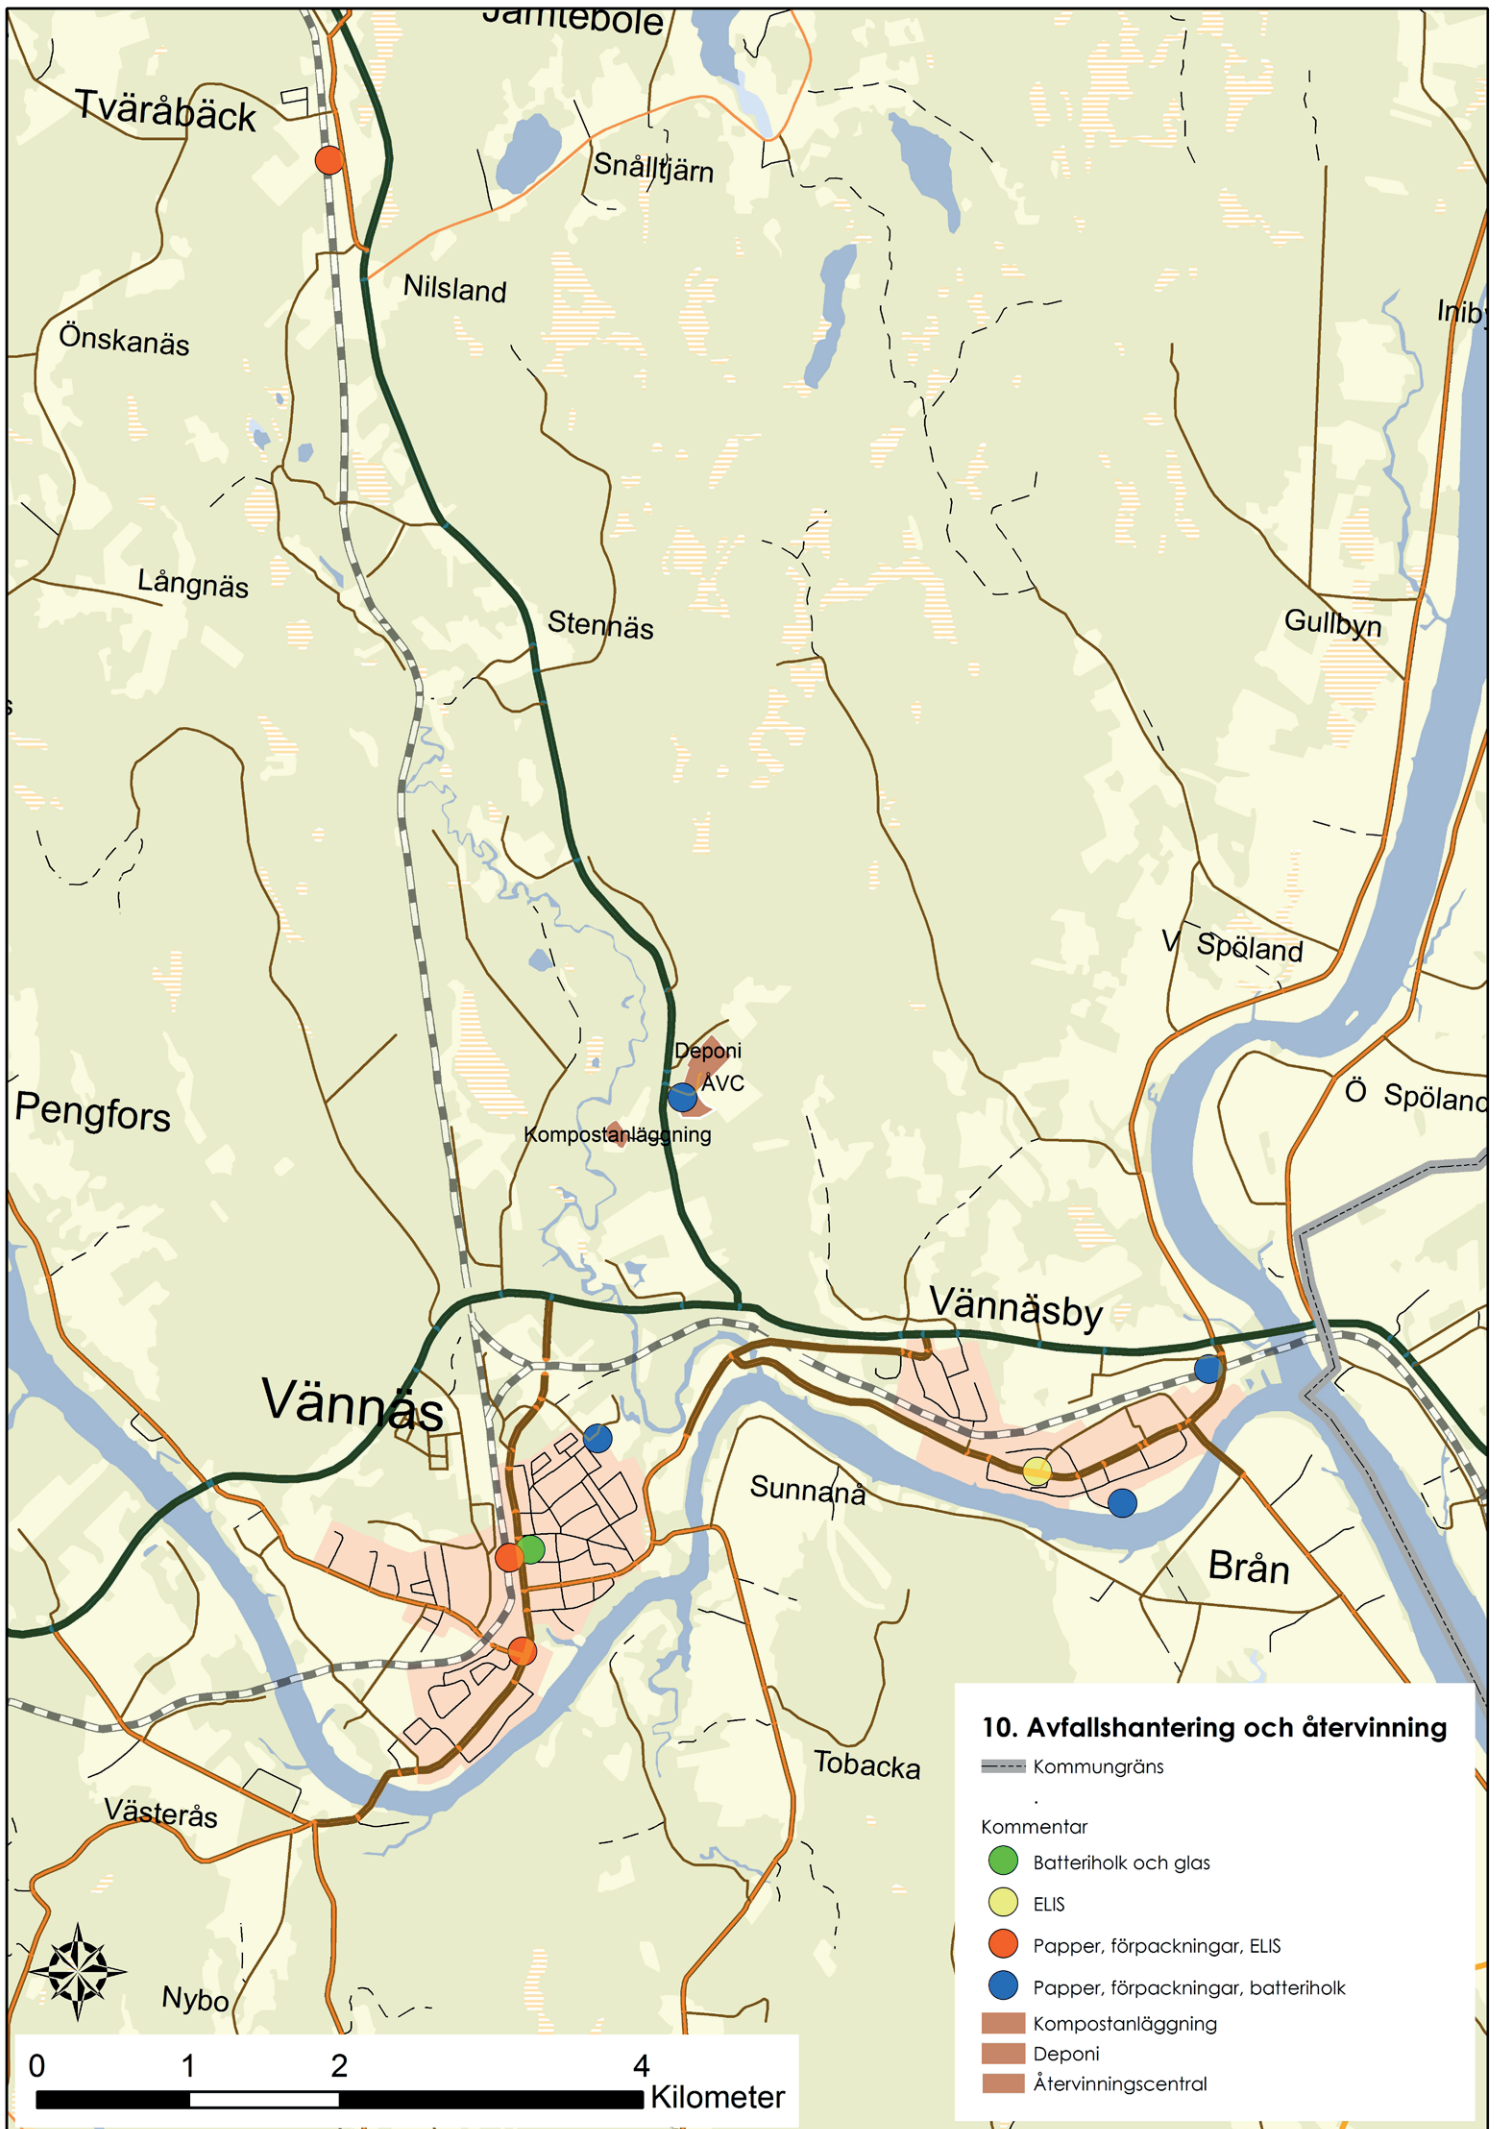 Jämtebole
Tväråbäck
Snålltjärn
Nilsland
Önskanäs
Långnäs
Stennäs
Gullbyn
V Spöland
Deponi
ÅVC
Kompostanläggning
Pengfors
Ö Spöland
Vännäsby
Vännäs
Sunnanå
Brån
Tobacka
Västerås
Nybo
10. Avfallshantering och återvinning
Kommungräns
.
Kommentar
Batteriholk och glas
ELIS
Papper, förpackningar, ELIS
Papper, förpackningar, batteriholk
Kompostanläggning
Deponi
Återvinningscentral
0 1 2 4
Kilometer